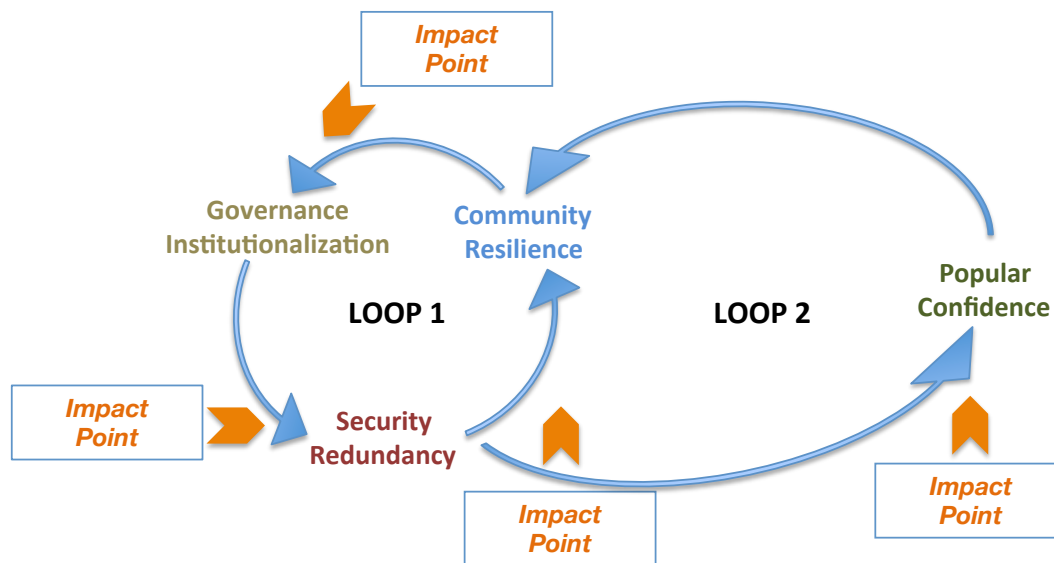 Impact
Point
Governance
Institutionalization
Community
Resilience
Popular
Confidence
LOOP 1
LOOP 2
Impact
Point
Security
Redundancy
Impact
Point
Impact
Point